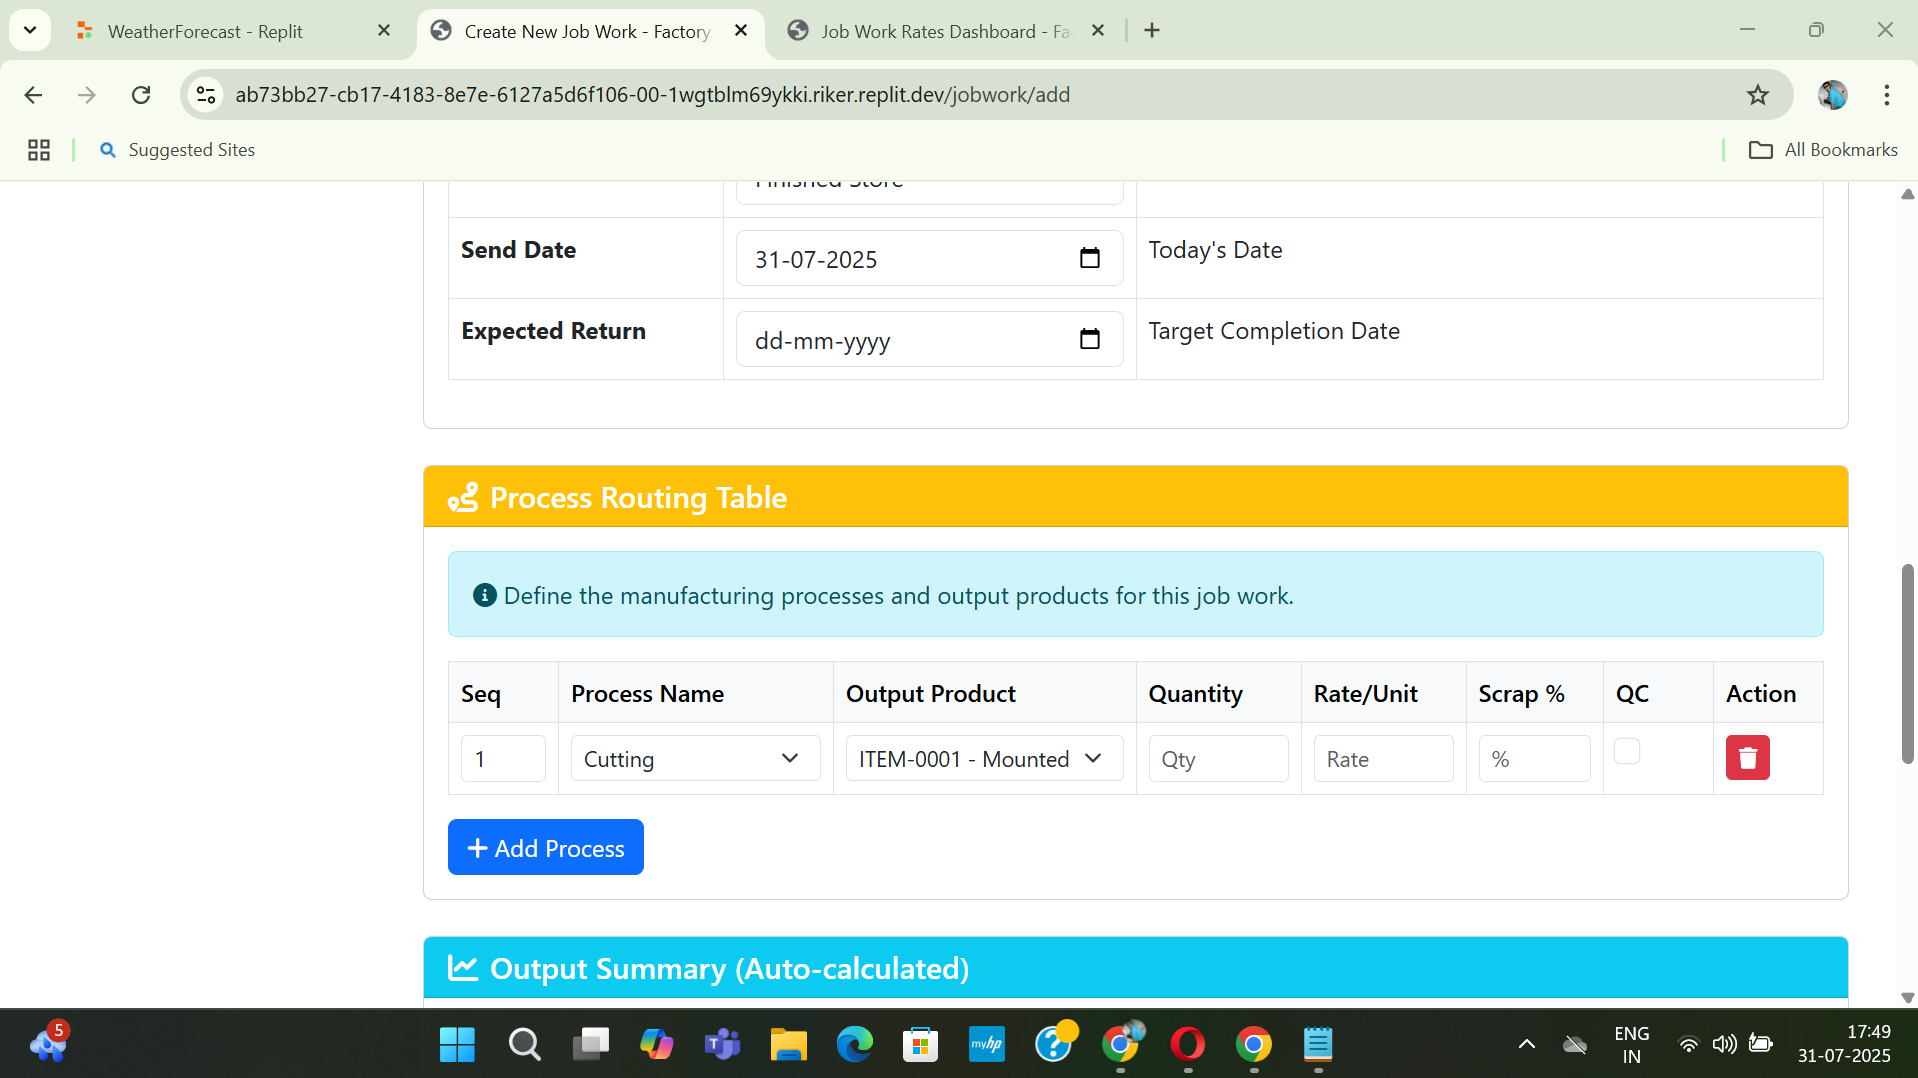 WeatherForecast - Replit
Create New Job Work - Factory
Job Work Rates Dashboard - Fa
ab73bb27-cb17-4183-8e7e-6127a5d6f106-00-1wgtblm69ykki.riker.replit.dev/jobwork/add
Suggested Sites
All Bookmarks
Finished Store
Send Date
31-07-2025
Today's Date
Expected Return
dd-mm-yyyy
Target Completion Date
Process Routing Table
Define the manufacturing processes and output products for this job work.
Seq Process Name Output Product Quantity Rate/Unit Scrap % QC Action
1 Cutting ITEM-0001 - Mounted Qty Rate %
+ Add Process
Output Summary (Auto-calculated)
5
myhp
ENG
IN
17:49
31-07-2025